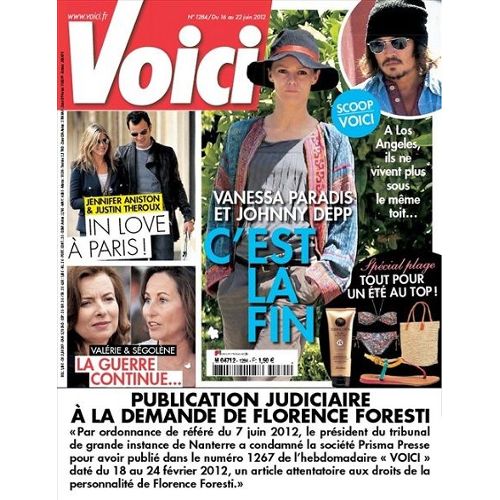 www.voici.fr
N°1284/Du 16 au 22 juin 2012
Voici
SCOOP
VOICI
A Los
Angeles,
ils ne
vivent plus
sous
le même
toit...
JENNIFER ANISTON
& JUSTIN THEROUX
IN LOVE
À PARIS !
VANESSA PARADIS
ET JOHNNY DEPP
C'EST
LA
FIN
Spécial plage
TOUT POUR
UN ÉTÉ AU TOP !
VALÉRIE & SÉGOLÈNE
LA GUERRE
CONTINUE...
PUBLICATION JUDICIAIRE
À LA DEMANDE DE FLORENCE FORESTI
«Par ordonnance de référé du 7 juin 2012, le président du tribunal
de grande instance de Nanterre a condamné la société Prisma Presse
pour avoir publié dans le numéro 1267 de l'hebdomadaire « VOICI »
daté du 18 au 24 février 2012, un article attentatoire aux droits de la
personnalité de Florence Foresti.»